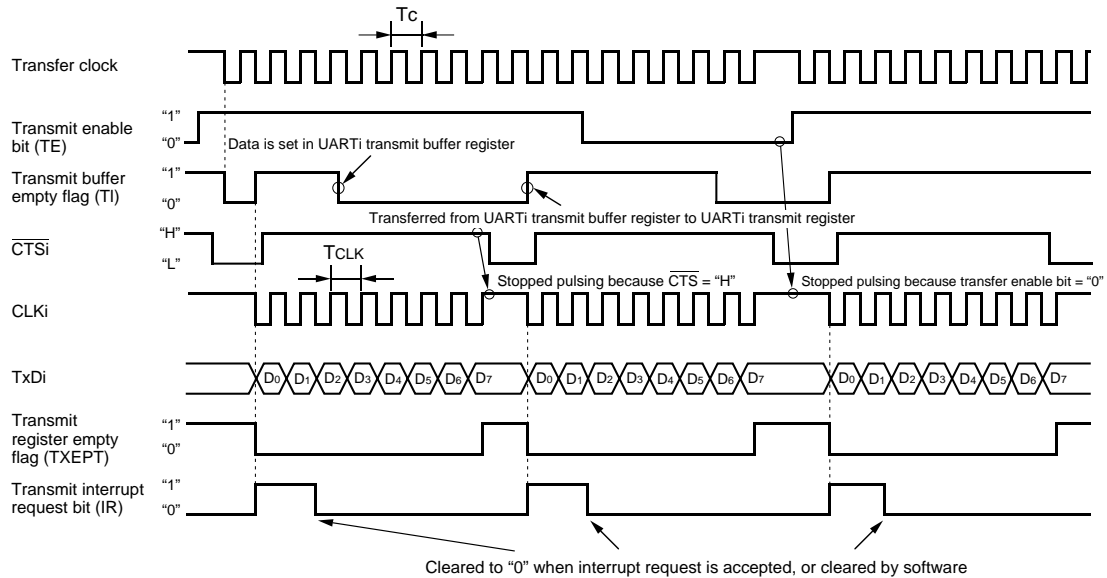 Tc
Transfer clock
Transmit enable
bit (TE)
“1”
“0”
Data is set in UARTi transmit buffer register
Transmit buffer
empty flag (Tl)
“1”
“0”
Transferred from UARTi transmit buffer register to UARTi transmit register
CTSi
“H”
“L”
TCLK
Stopped pulsing because CTS = “H”
Stopped pulsing because transfer enable bit = “0”
CLKi
TxDi
D0 D1 D2 D3 D4 D5 D6 D7 D0 D1 D2 D3 D4 D5 D6 D7 D0 D1 D2 D3 D4 D5 D6 D7
Transmit
register empty
flag (TXEPT)
“1”
“0”
Transmit interrupt
request bit (IR)
“1”
“0”
Cleared to “0” when interrupt request is accepted, or cleared by software